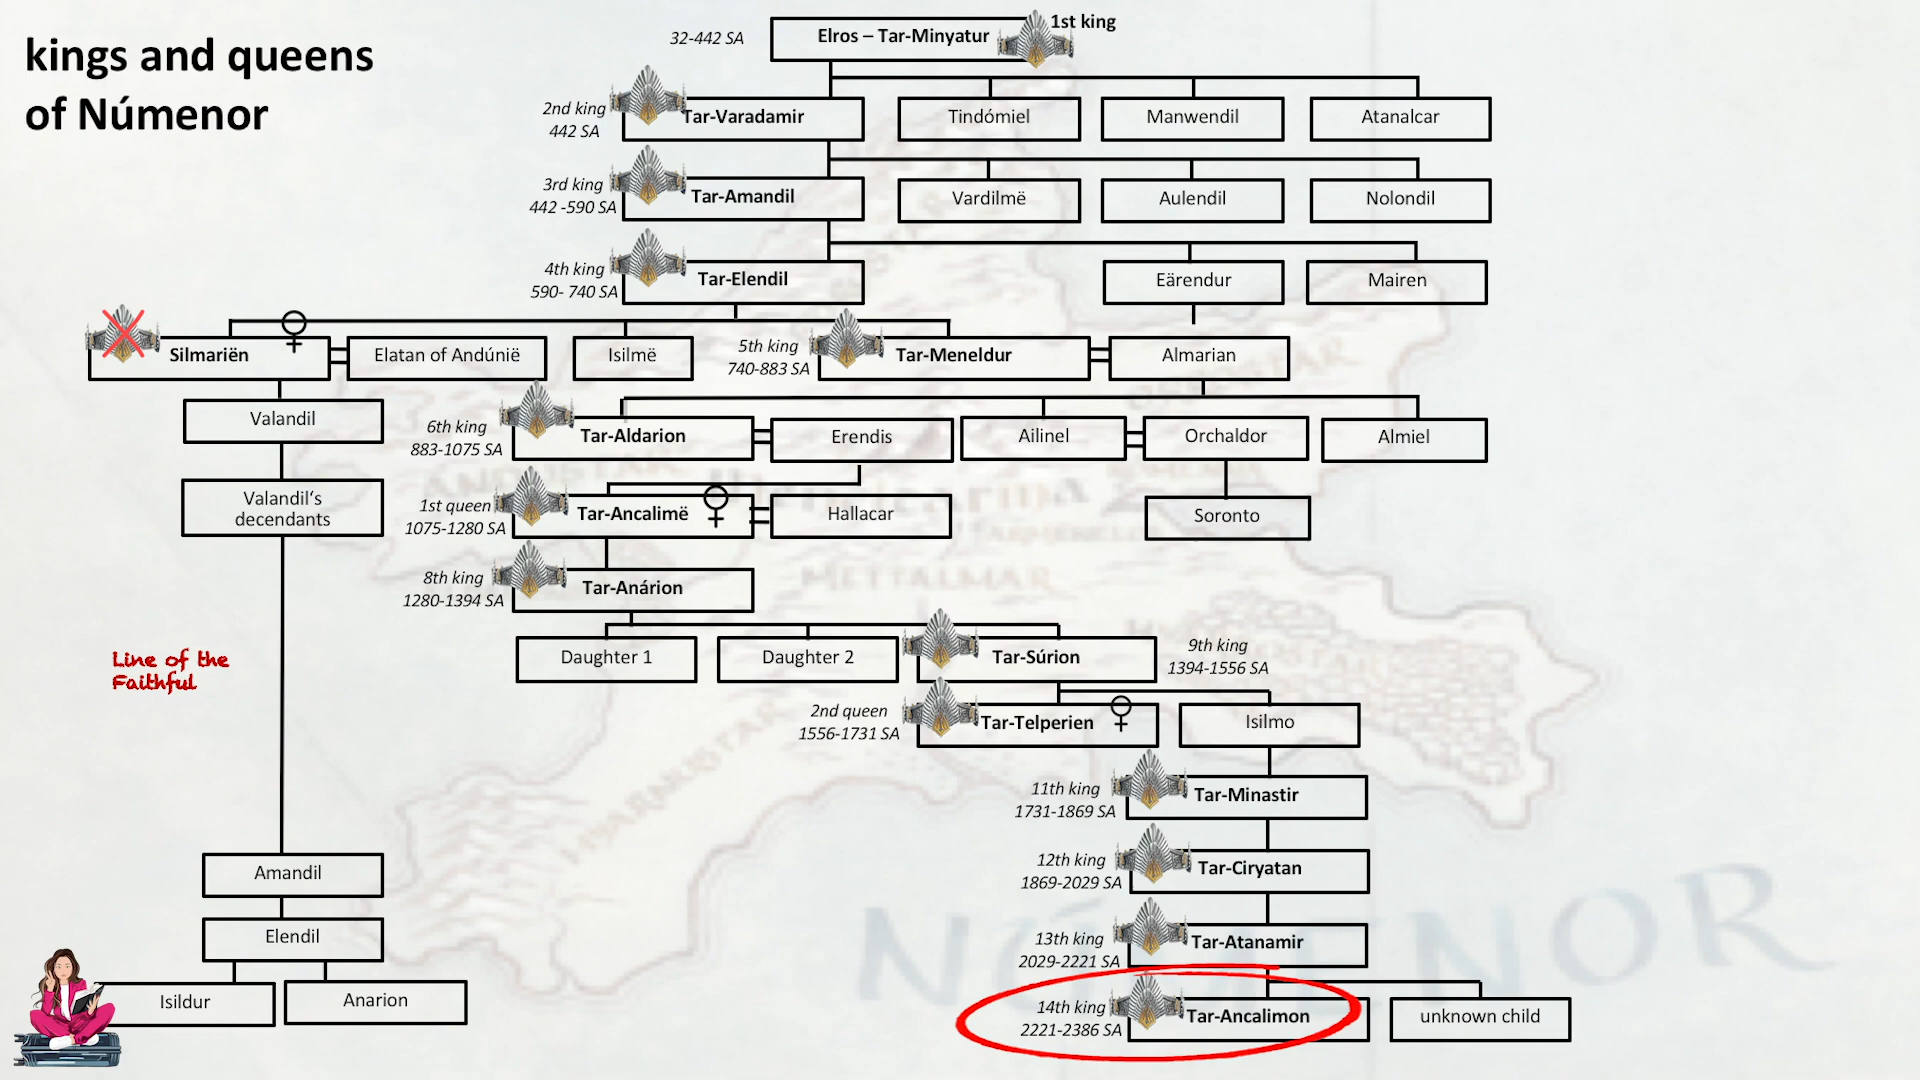 kings and queens
of Númenor
32-442 SA
Elros – Tar-Minyatur
1st king
2nd king
442 SA
Tar-Varadamir
Tindómiel
Manwendil
Atanalcar
3rd king
442 -590 SA
Tar-Amandil
Vardilmë
Aulendil
Nolondil
4th king
590- 740 SA
Tar-Elendil
Eärendur
Mairen
Silmariën
Elatan of Andúnië
Isilmë
5th king
740-883 SA
Tar-Meneldur
Almarian
Valandil
6th king
883-1075 SA
Tar-Aldarion
Erendis
Ailinel
Orchaldor
Almiel
Valandil‘s
decendants
1st queen
1075-1280 SA
Tar-Ancalimë
Hallacar
Soronto
8th king
1280-1394 SA
Tar-Anárion
Line of the
Faithful
Daughter 1
Daughter 2
Tar-Súrion
9th king
1394-1556 SA
2nd queen
1556-1731 SA
Tar-Telperien
Isilmo
11th king
1731-1869 SA
Tar-Minastir
12th king
1869-2029 SA
Tar-Ciryatan
Amandil
Elendil
13th king
2029-2221 SA
Tar-Atanamir
Isildur
Anarion
14th king
2221-2386 SA
Tar-Ancalimon
unknown child
NÚMENOR